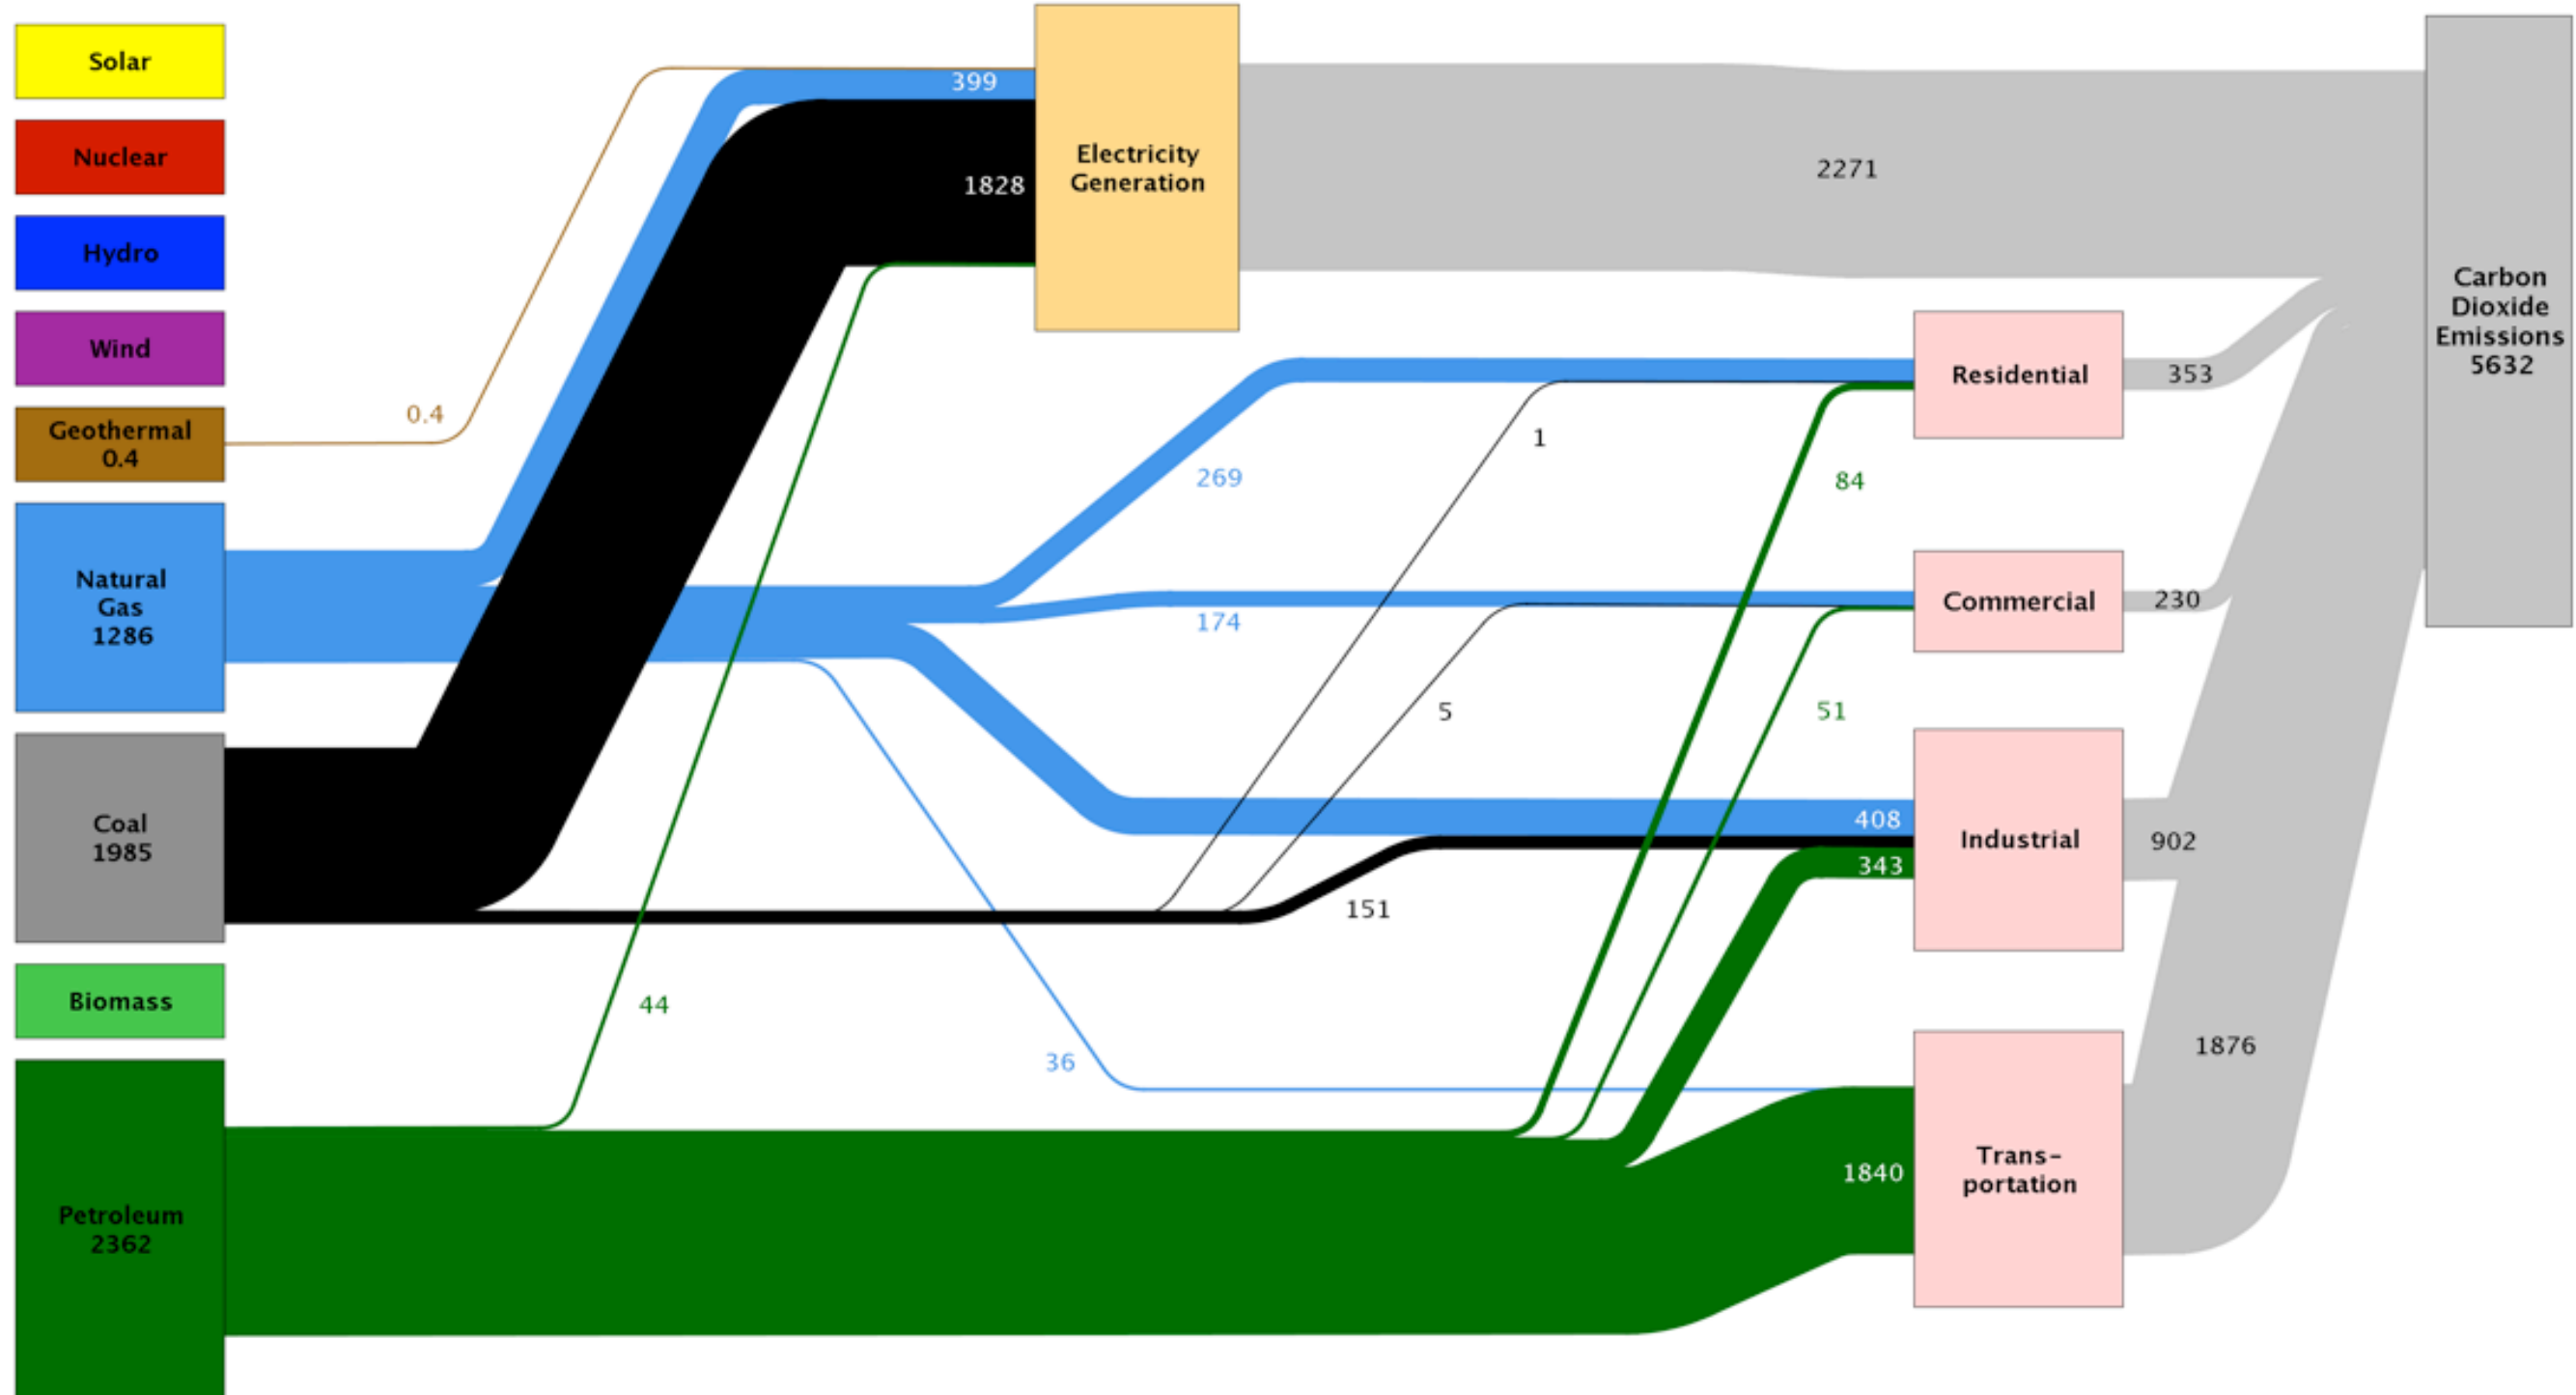 Solar
Nuclear
Hydro
Wind
Geothermal
0.4
Natural
Gas
1286
Coal
1985
Biomass
Petroleum
2362
0.4
399
1828
Electricity
Generation
2271
Carbon
Dioxide
Emissions
5632
269
1
84
Residential
353
174
5
51
Commercial
230
408
343
151
Industrial
902
44
36
1840
Trans-
portation
1876